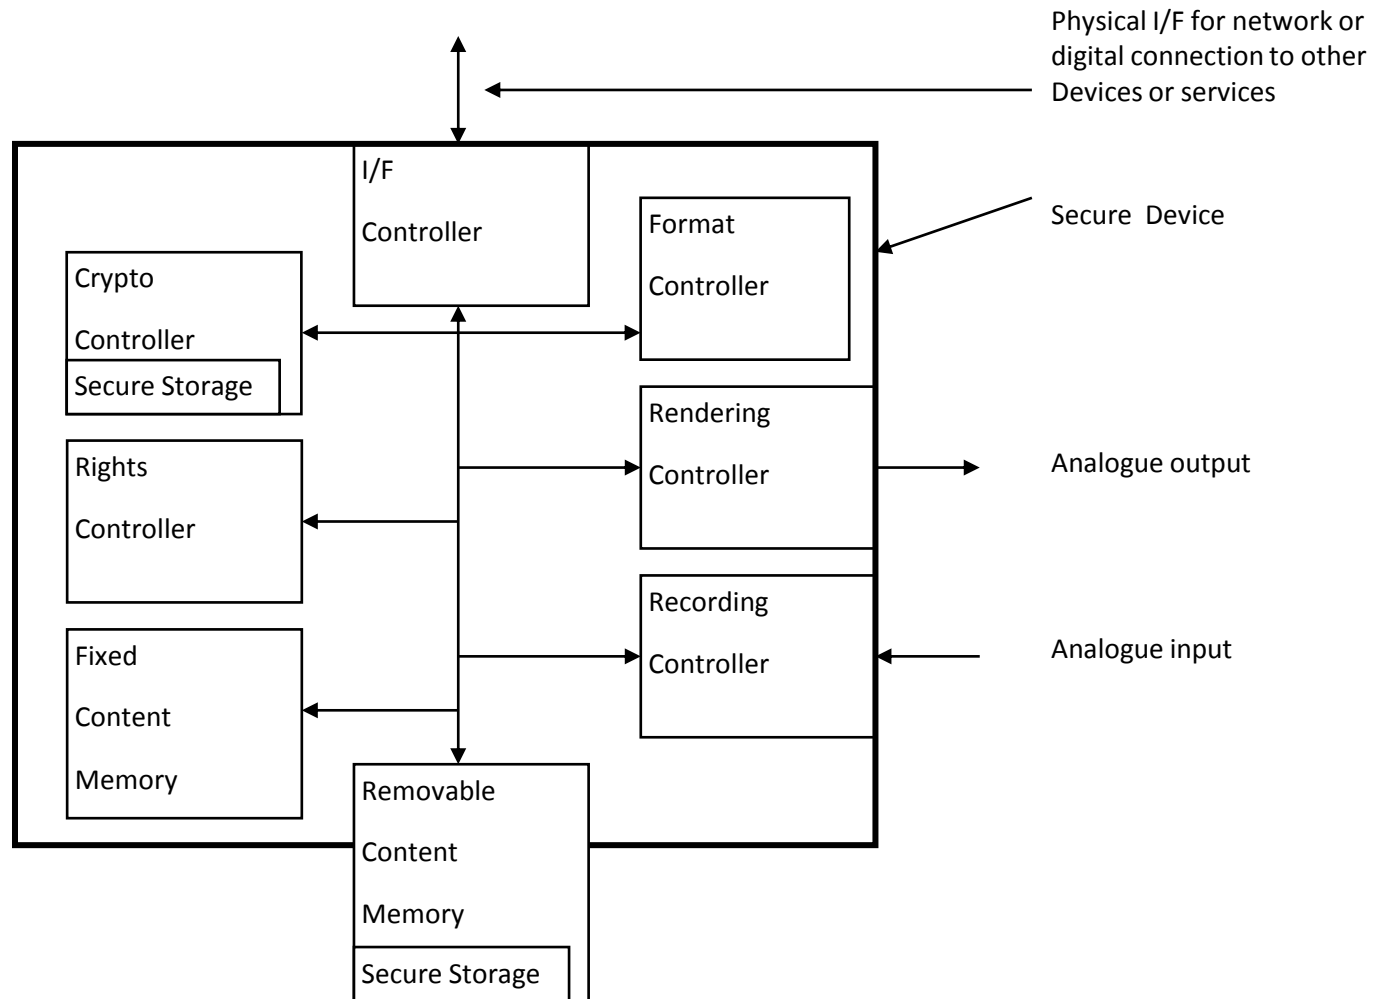 Physical I/F for network or
digital connection to other
Devices or services
I/F
Controller
Format
Controller
Secure Device
Crypto
Controller
Secure Storage
Rendering
Controller
Analogue output
Rights
Controller
Recording
Controller
Analogue input
Fixed
Content
Memory
Removable
Content
Memory
Secure Storage